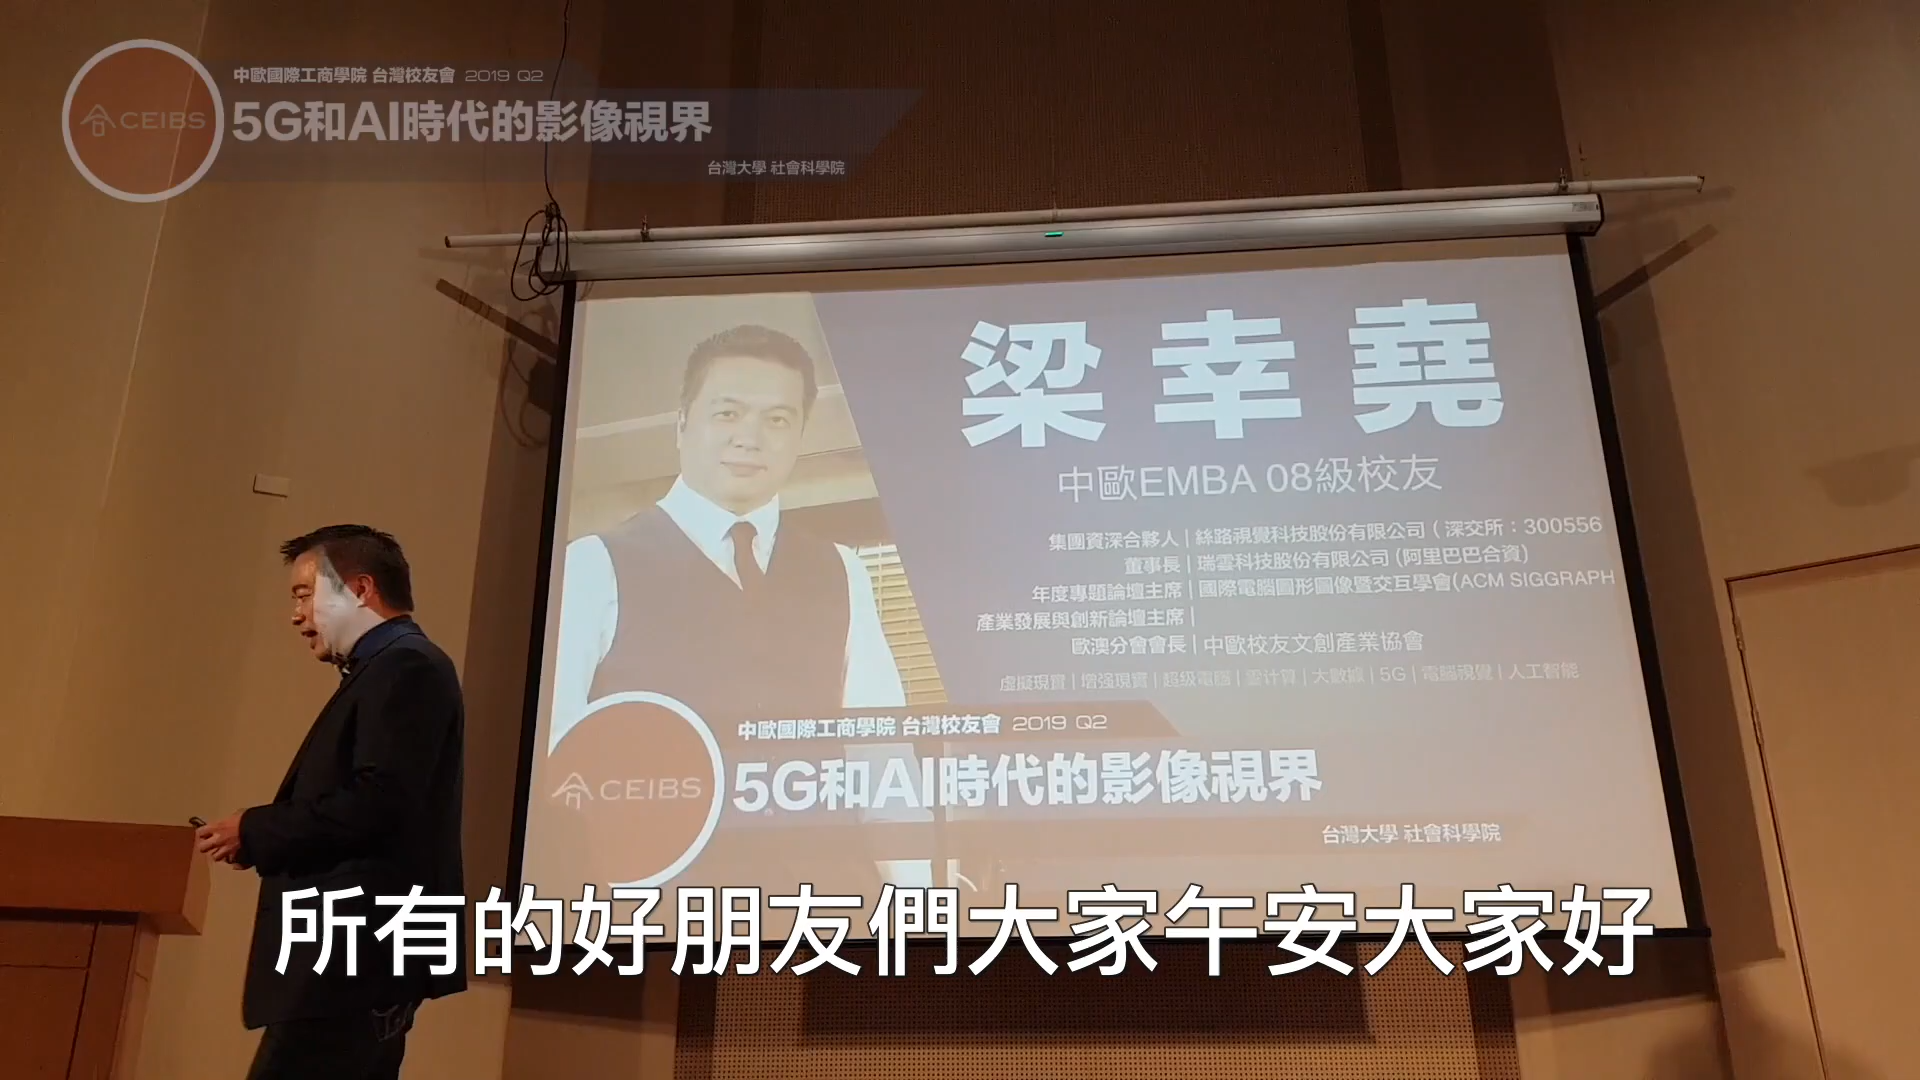 中歐國際工商學院 台灣校友會 2019 Q2
CEIBS
5G和AI時代的影像視界
台灣大學 社會科學院
梁幸堯
中歐EMBA 08級校友
集團資深合夥人 | 絲路視覺科技股份有限公司 ( 深交所：300556
董事長 | 瑞雲科技股份有限公司 (阿里巴巴合資)
年度專題論壇主席 | 國際電腦圖形圖像暨交互學會(ACM SIGGRAPH
產業發展與創新論壇主席 |
歐澳分會會長 | 中歐校友文創產業協會
虛擬現實 | 增强現實 | 超級電腦 | 雲计算 | 大數據 | 5G | 電腦視覺 | 人工智能
中歐國際工商學院 台灣校友會 2019 Q2
CEIBS
5G和AI時代的影像視界
台灣大學 社會科學院
所有的好朋友們大家午安大家好